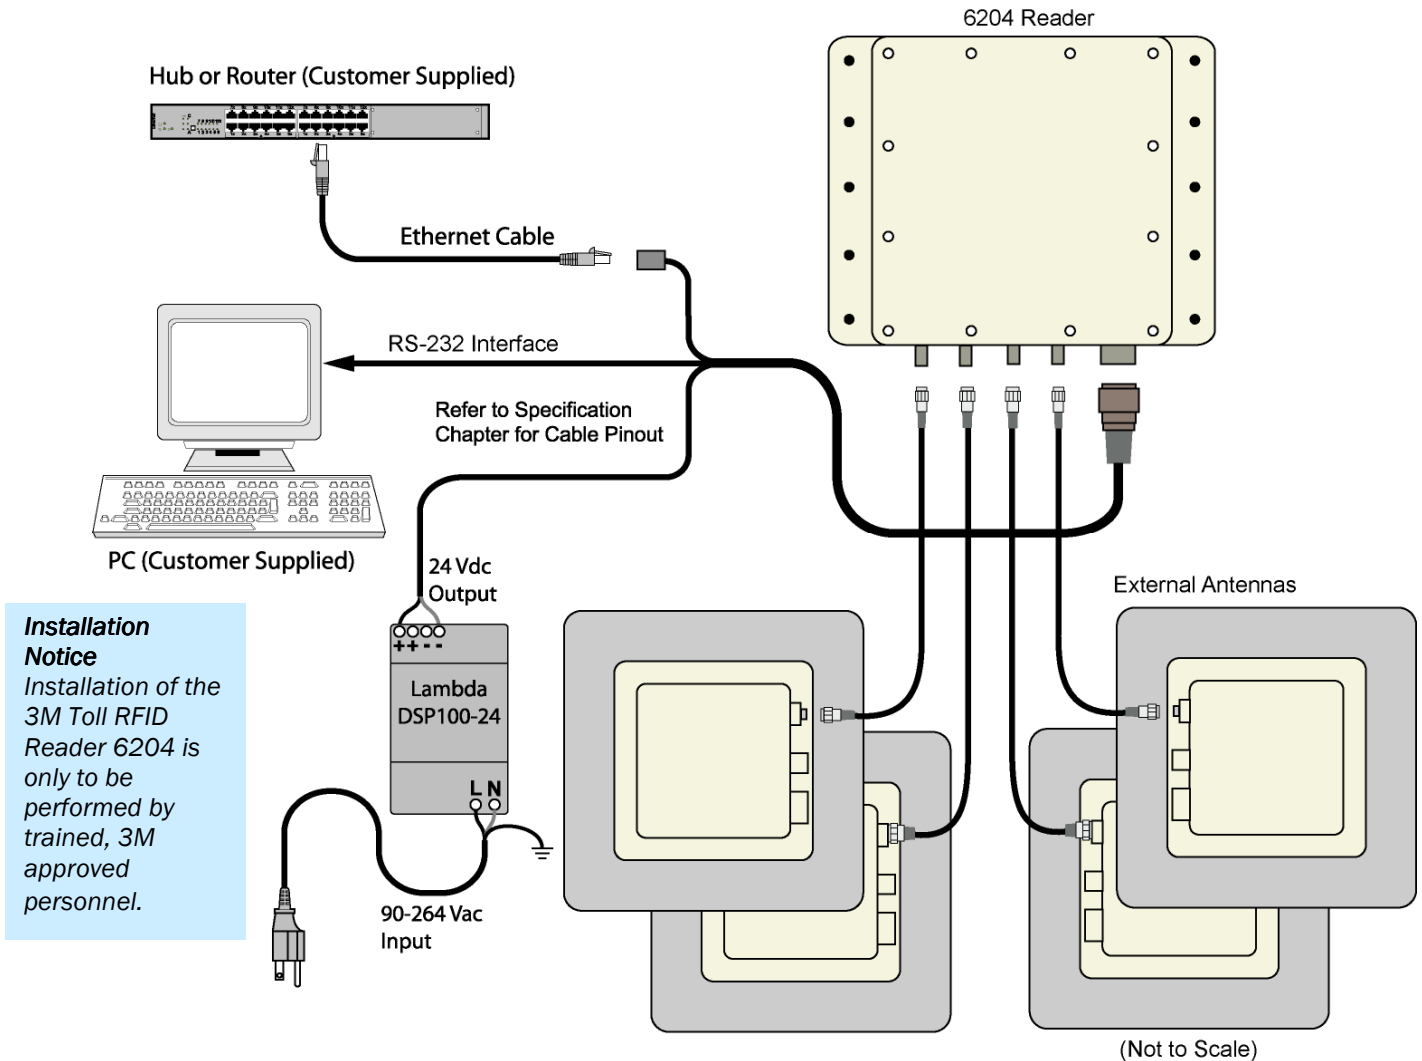 6204 Reader
Hub or Router (Customer Supplied)
Ethernet Cable
RS-232 Interface
Refer to Specification
Chapter for Cable Pinout
PC (Customer Supplied)
24 Vdc
Output
++--
Lambda
DSP100-24
L N
90-264 Vac
Input
External Antennas
Installation
Notice
Installation of the
3M Toll RFID
Reader 6204 is
only to be
performed by
trained, 3M
approved
personnel.
(Not to Scale)